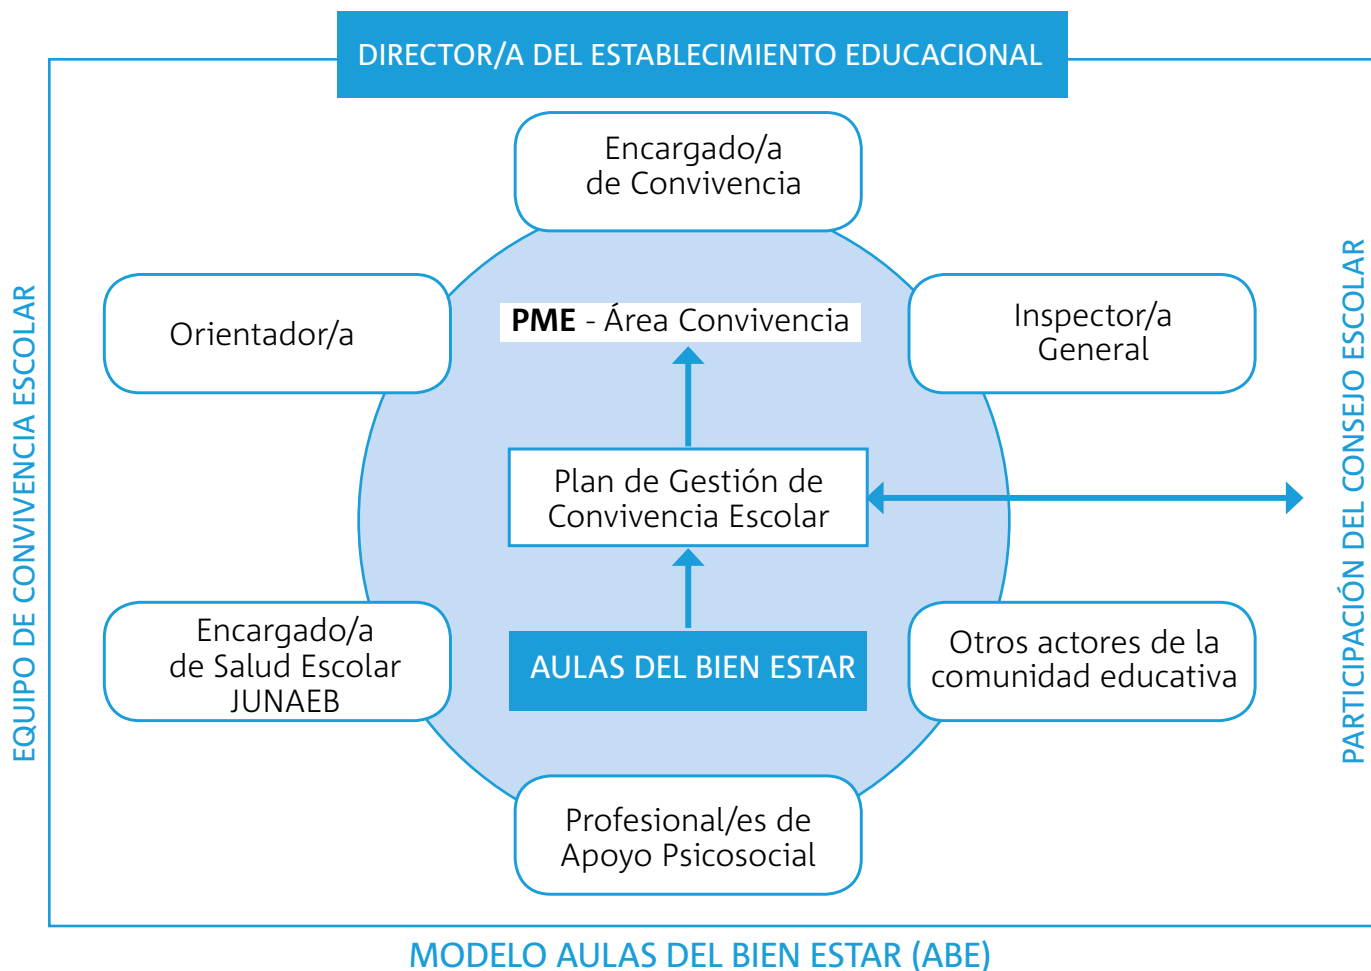 DIRECTOR/A DEL ESTABLECIMIENTO EDUCACIONAL
Encargado/a
de Convivencia
Orientador/a
PME - Área Convivencia
Inspector/a
General
Plan de Gestión de
Convivencia Escolar
Encargado/a
de Salud Escolar
JUNAEB
AULAS DEL BIEN ESTAR
Otros actores de la
comunidad educativa
Profesional/es de
Apoyo Psicosocial
EQUIPO DE CONVIVENCIA ESCOLAR
PARTICIPACIÓN DEL CONSEJO ESCOLAR
MODELO AULAS DEL BIEN ESTAR (ABE)